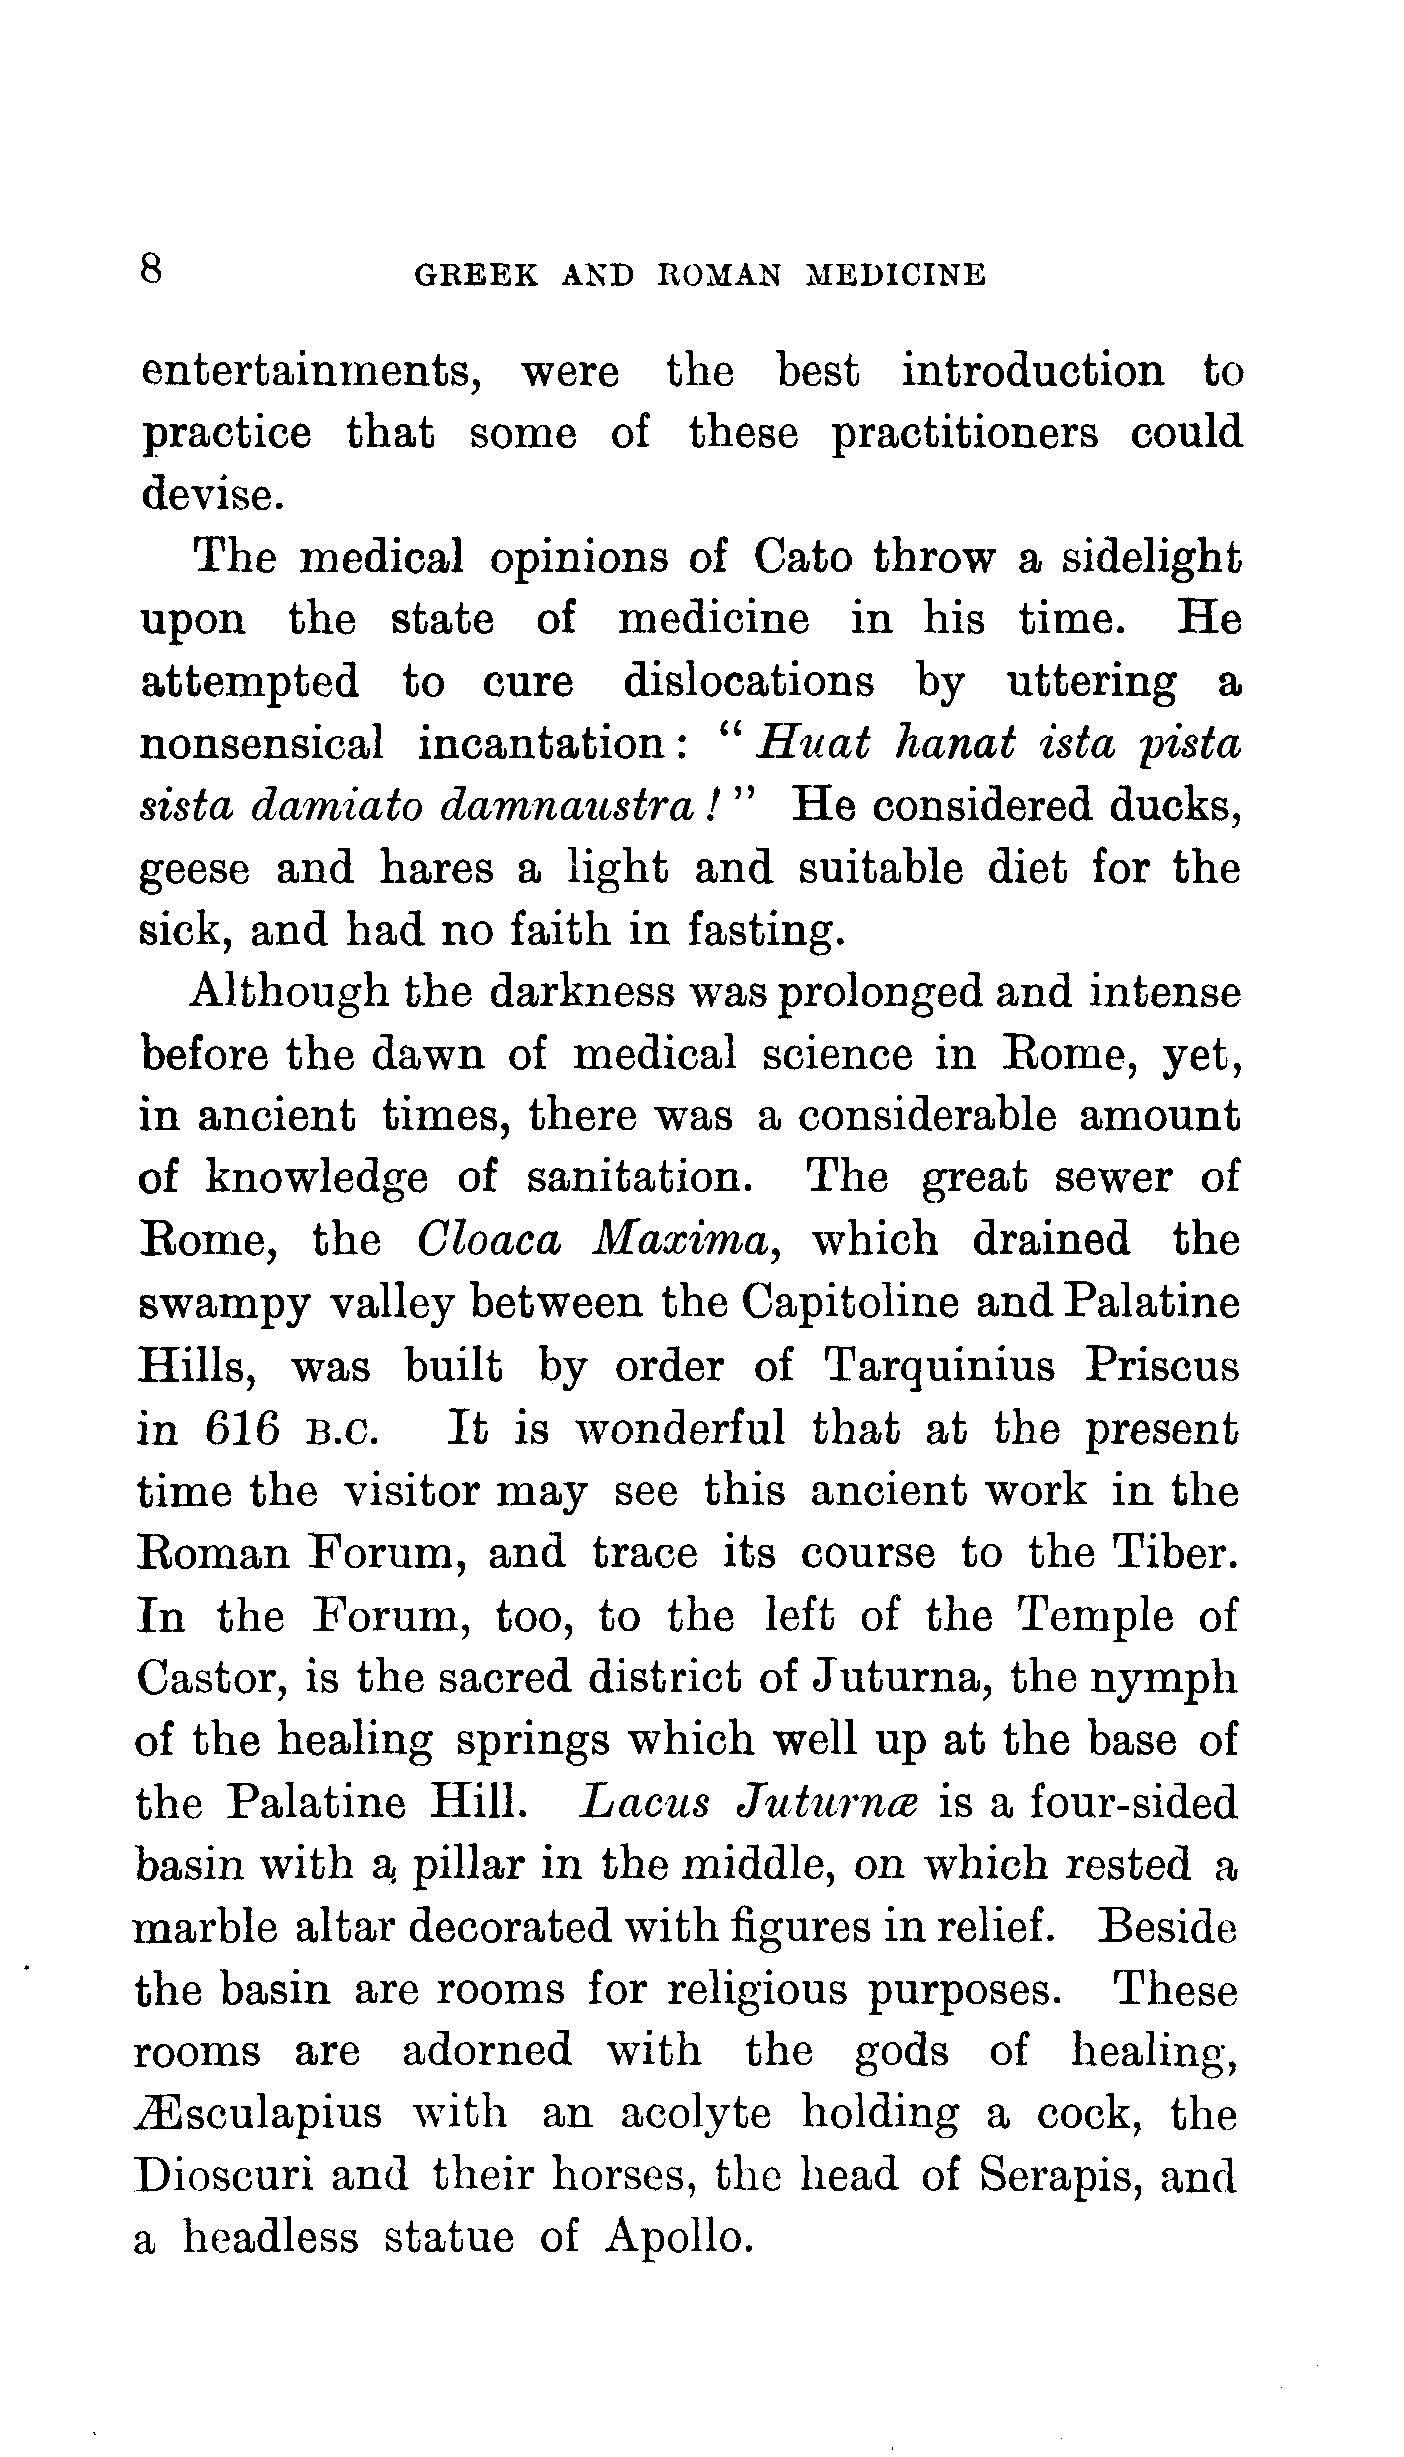 8 GREEK AND ROMAN MEDICINE
entertainments, were the best introduction to
practice that some of these practitioners could
devise.
The medical opinions of Cato throw a sidelight
upon the state of medicine in his time. He
attempted to cure dislocations by uttering a
nonsensical incantation : “ Huat hanat ista pista
sista damiato damnaustra ! ” He considered ducks,
geese and hares a light and suitable diet for the
sick, and had no faith in fasting.
Although the darkness was prolonged and intense
before the dawn of medical science in Rome, yet,
in ancient times, there was a considerable amount
of knowledge of sanitation. The great sewer of
Rome, the Cloaca Maxima, which drained the
swampy valley between the Capitoline and Palatine
Hills, was built by order of Tarquinius Priscus
in 616 B.C. It is wonderful that at the present
time the visitor may see this ancient work in the
Roman Forum, and trace its course to the Tiber.
In the Forum, too, to the left of the Temple of
Castor, is the sacred district of Juturna, the nymph
of the healing springs which well up at the base of
the Palatine Hill. Lacus Juturnæ is a four-sided
basin with a pillar in the middle, on which rested a
marble altar decorated with figures in relief. Beside
the basin are rooms for religious purposes. These
rooms are adorned with the gods of healing,
Æsculapius with an acolyte holding a cock, the
Dioscuri and their horses, the head of Serapis, and
a headless statue of Apollo.